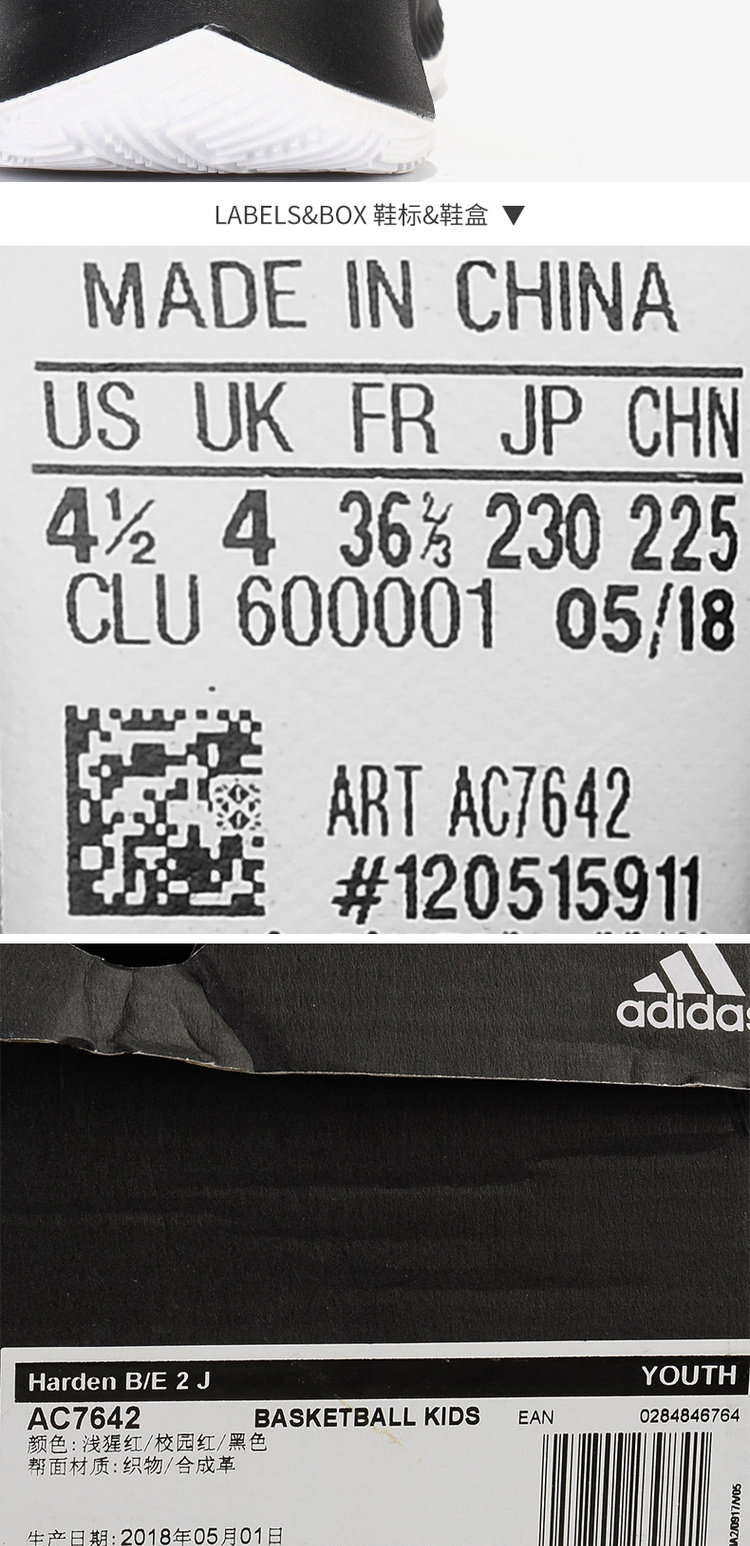 LABELS&BOX 鞋标&鞋盒 ▼
MADE IN CHINA
US UK FR JP CHN
4½ 4 36⅔ 230 225
CLU 600001 05/18
ART AC7642
#120515911
adidas
Harden B/E 2 J YOUTH
AC7642 BASKETBALL KIDS EAN 0284846764
颜色:浅猩红/校园红/黑色
帮面材质:织物/合成革
生产日期:2018年05月01日